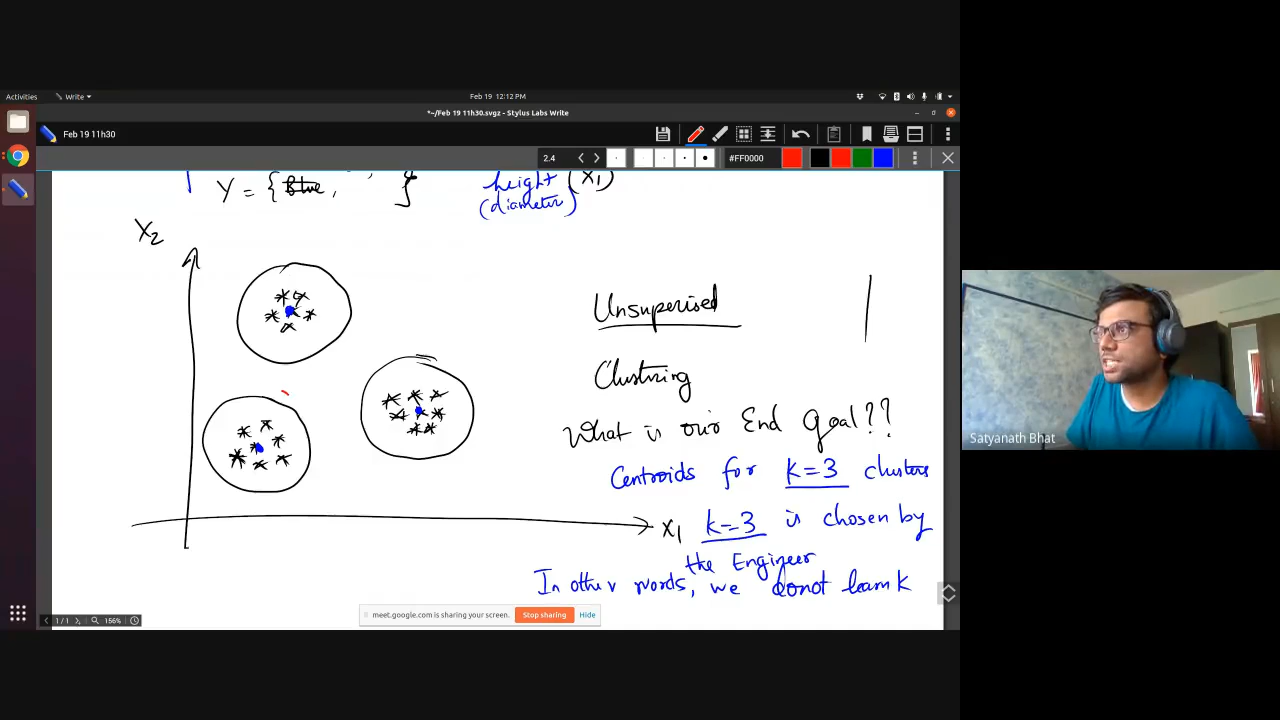 Activities
Write
Feb 19 12:12 PM
*~/Feb 19 11h30.svgz - Stylus Labs Write
Feb 19 11h30
2.4
#FF0000
Y = { Blue, }
height (X1)
(diameter)
X2
Unsupervised
Clustering
What is our End Goal??
Centroids for k=3 clusters
X1
k=3 is chosen by
the Engineer
In other words, we donot learn k
Satyanath Bhat
meet.google.com is sharing your screen.
Stop sharing
Hide
1/1
156%